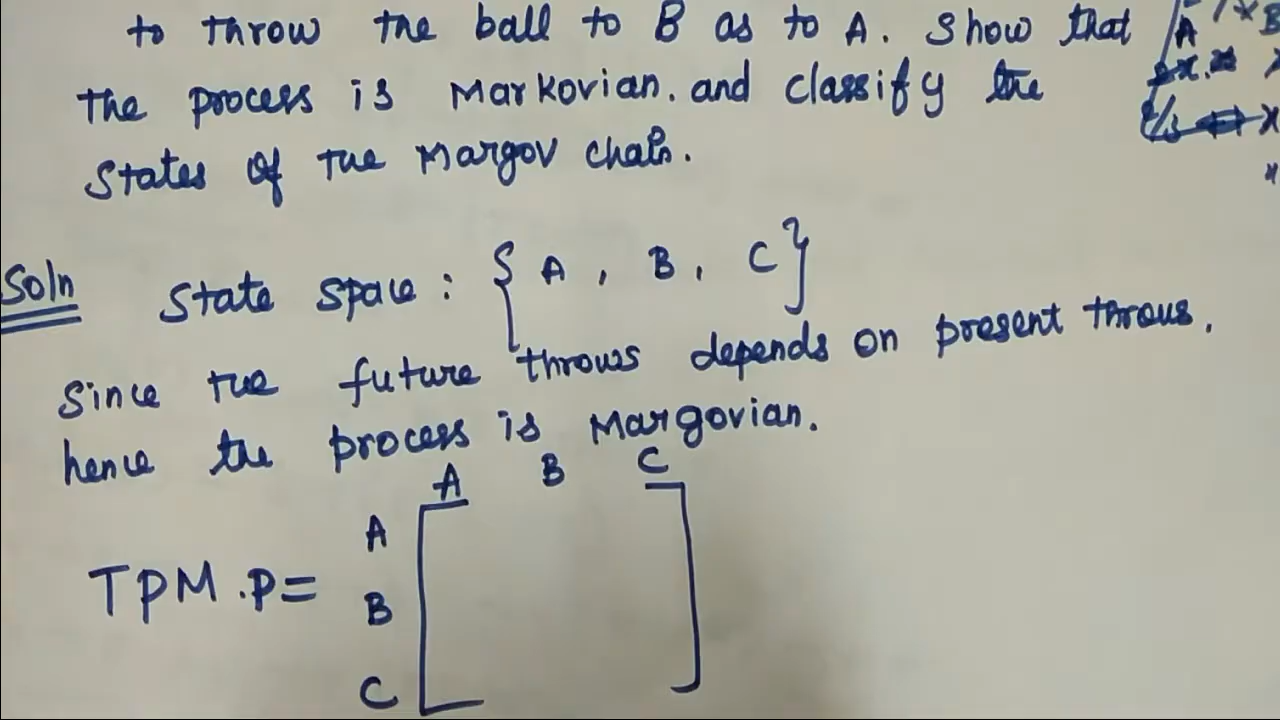 to throw the ball to B as to A. Show that
the process is Markovian. and classify the
States of the Margov chain.
A
B
Soln State space : { A , B, C }
Since the future throws depends on present throws.
hence the process is Margovian.
A B C
A
TPM .P= B
C